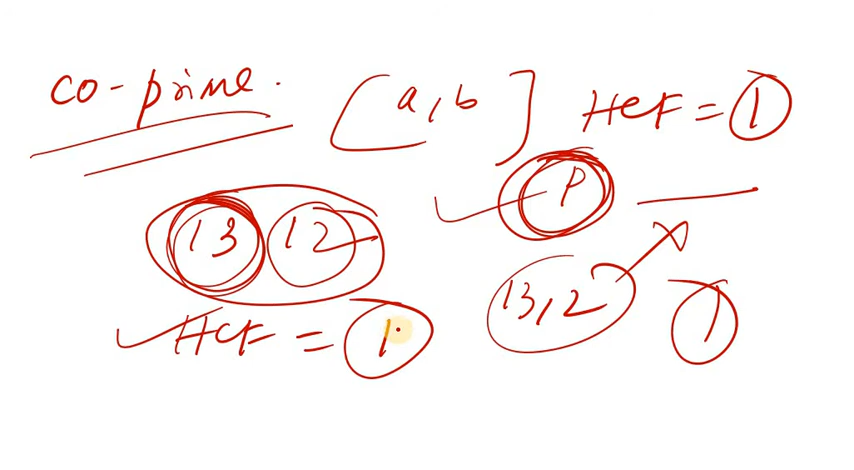 co-prime. [a,b] HCF = 1
P
13 12
13,2 1
HCF = 1